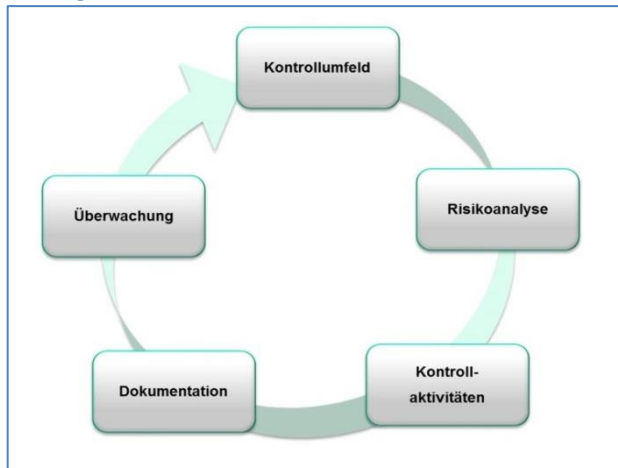 Kontrollumfeld
Risikoanalyse
Kontroll-
aktivitäten
Dokumentation
Überwachung